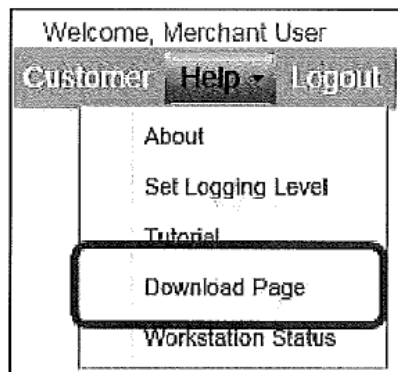 Welcome, Merchant User
Customer Help Logout
About
Set Logging Level
Tutorial
Download Page
Workstation Status